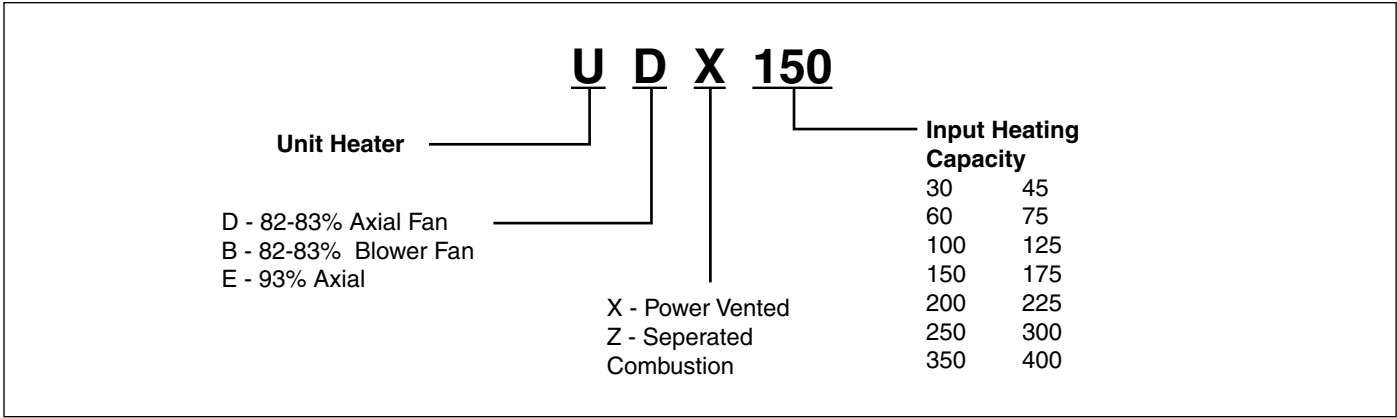 U D X 150
Unit Heater
D - 82-83% Axial Fan
B - 82-83% Blower Fan
E - 93% Axial
X - Power Vented
Z - Seperated
Combustion
Input Heating
Capacity
30 45
60 75
100 125
150 175
200 225
250 300
350 400